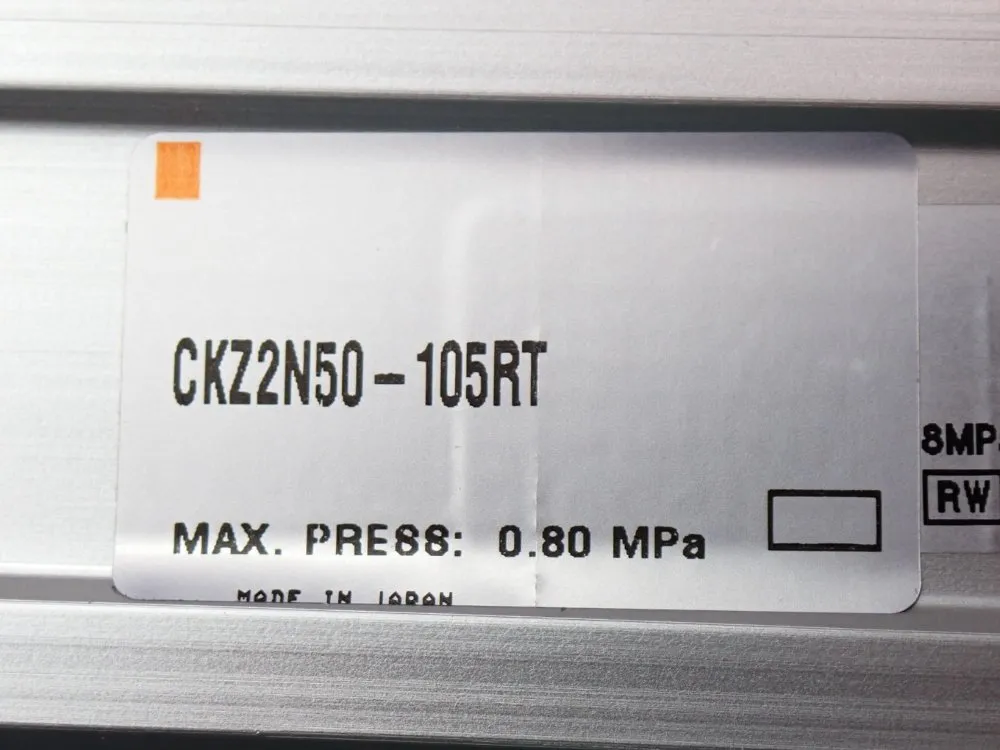 CKZ2N50-105RT
8MP
RW
MAX. PRESS: 0.80 MPa
MADE IN JAPAN